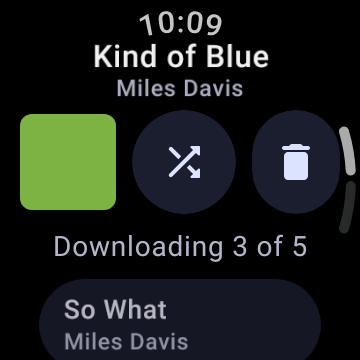 10:09
Kind of Blue
Miles Davis
Downloading 3 of 5
So What
Miles Davis